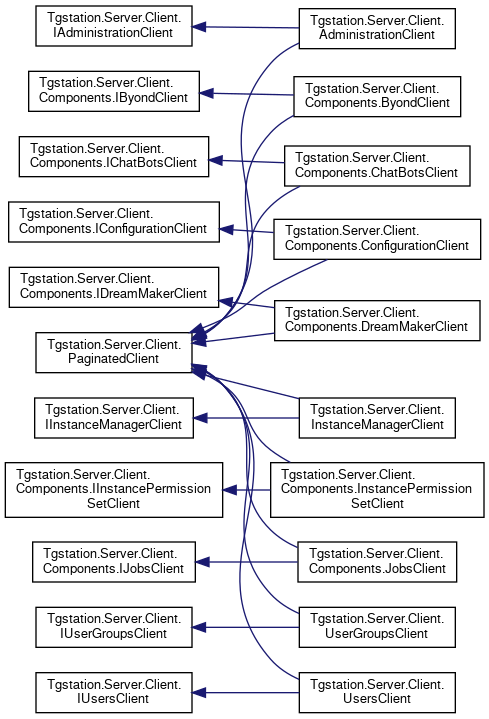 Tgstation.Server.Client.
IAdministrationClient
Tgstation.Server.Client.
AdministrationClient
Tgstation.Server.Client.
Components.IByondClient
Tgstation.Server.Client.
Components.ByondClient
Tgstation.Server.Client.
Components.IChatBotsClient
Tgstation.Server.Client.
Components.ChatBotsClient
Tgstation.Server.Client.
Components.IConfigurationClient
Tgstation.Server.Client.
Components.ConfigurationClient
Tgstation.Server.Client.
Components.IDreamMakerClient
Tgstation.Server.Client.
Components.DreamMakerClient
Tgstation.Server.Client.
PaginatedClient
Tgstation.Server.Client.
IInstanceManagerClient
Tgstation.Server.Client.
InstanceManagerClient
Tgstation.Server.Client.
Components.IInstancePermission
SetClient
Tgstation.Server.Client.
Components.InstancePermission
SetClient
Tgstation.Server.Client.
Components.IJobsClient
Tgstation.Server.Client.
Components.JobsClient
Tgstation.Server.Client.
IUserGroupsClient
Tgstation.Server.Client.
UserGroupsClient
Tgstation.Server.Client.
IUsersClient
Tgstation.Server.Client.
UsersClient